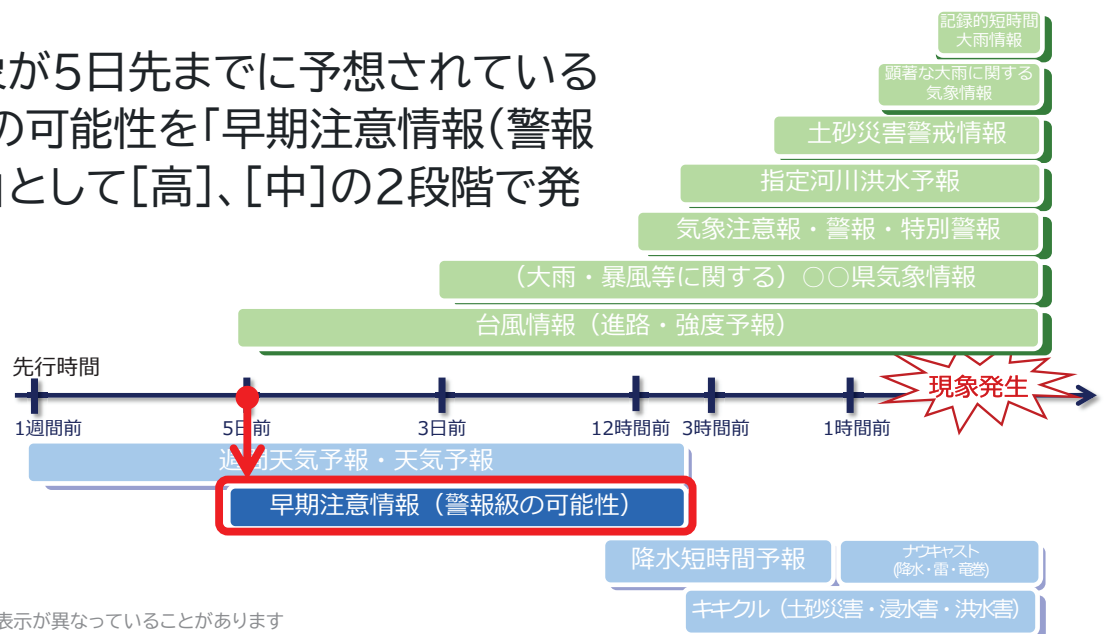 記録的短時間
大雨情報
象が5日先までに予想されている
顕著な大雨に関する
気象情報
の可能性を「早期注意情報(警報
土砂災害警戒情報
として[高]、[中]の2段階で発
指定河川洪水予報
気象注意報・警報・特別警報
(大雨・暴風等に関する)○○県気象情報
台風情報(進路・強度予報)
先行時間
現象発生
1週間前
5日前
3日前
12時間前
3時間前
1時間前
週間天気予報・天気予報
早期注意情報(警報級の可能性)
降水短時間予報
ナウキャスト
(降水・雷・竜巻)
キキクル(土砂災害・浸水害・洪水害)
表示が異なっていることがあります